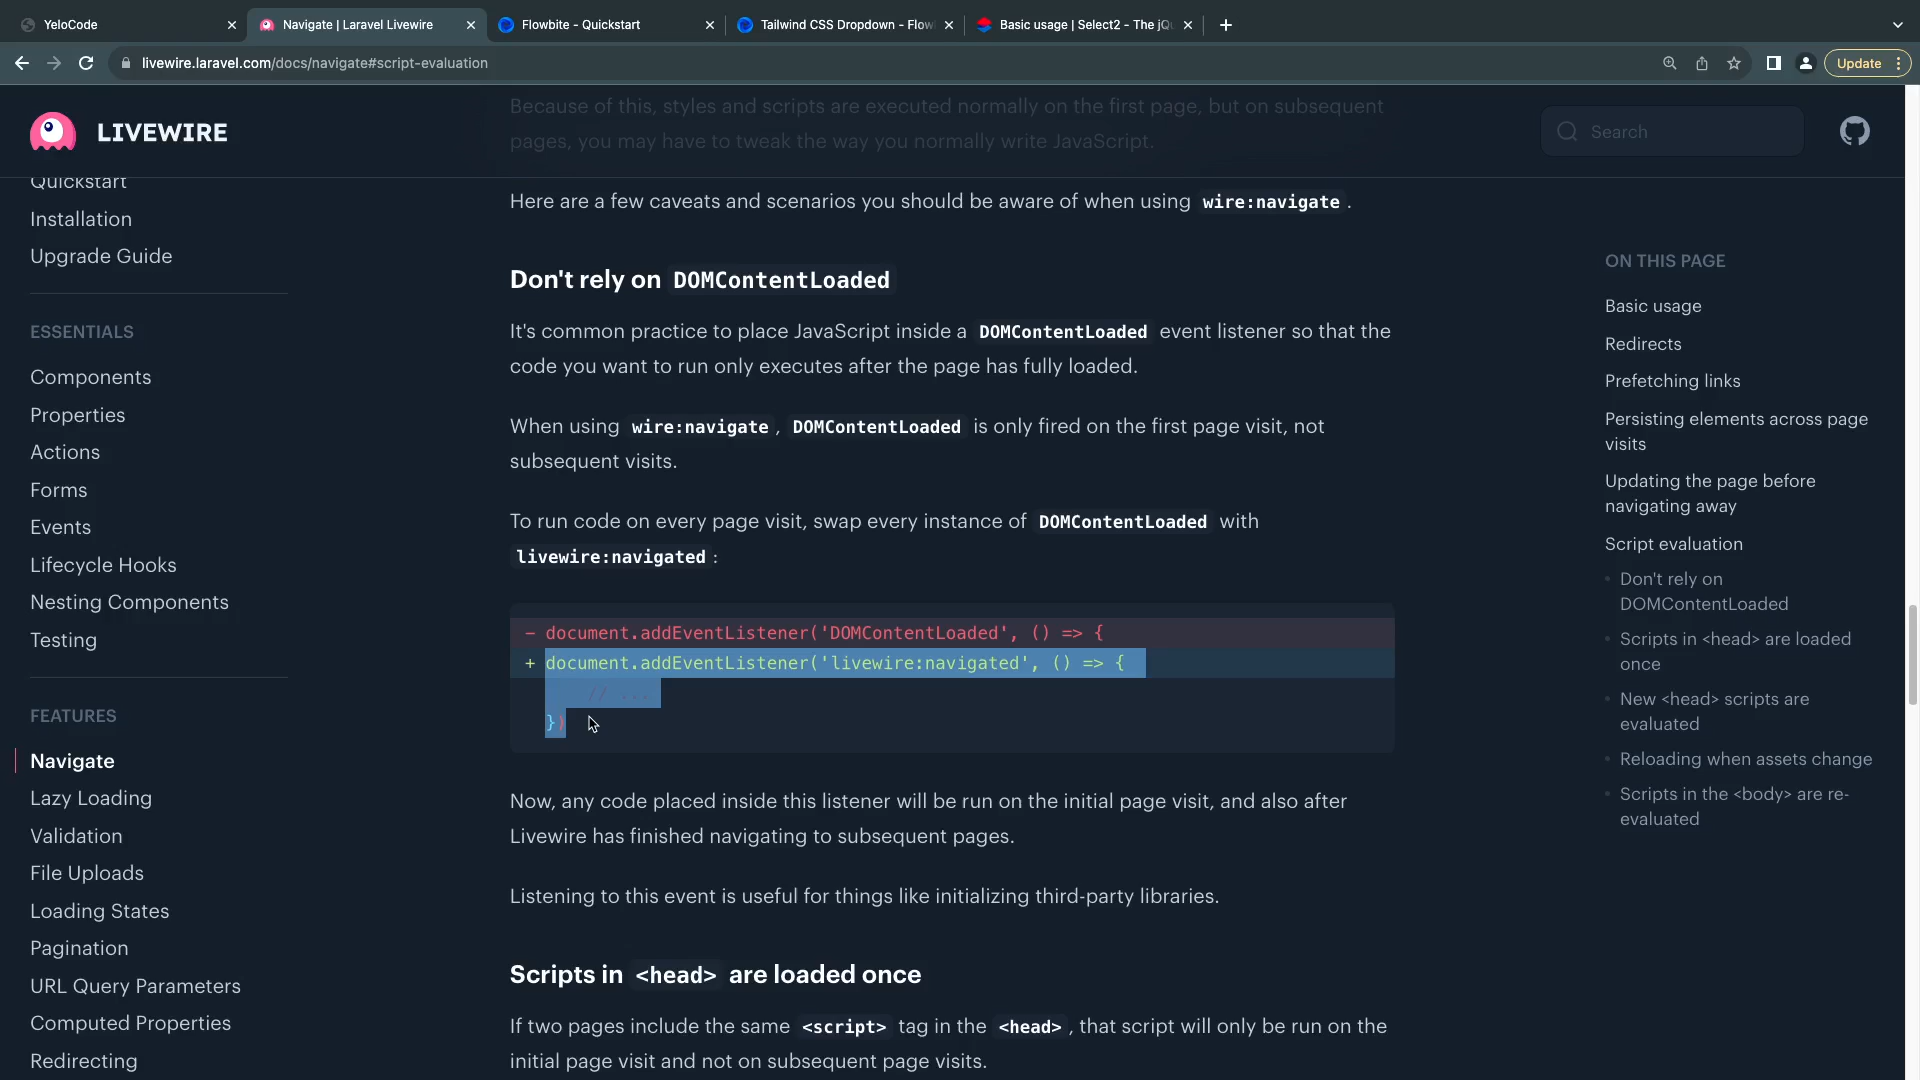 YeloCode
Navigate | Laravel Livewire
Flowbite - Quickstart
Tailwind CSS Dropdown - Flow
Basic usage | Select2 - The jQ
livewire.laravel.com/docs/navigate#script-evaluation
Update
LIVEWIRE
Search
Quickstart
Installation
Upgrade Guide
ESSENTIALS
Components
Properties
Actions
Forms
Events
Lifecycle Hooks
Nesting Components
Testing
FEATURES
Navigate
Lazy Loading
Validation
File Uploads
Loading States
Pagination
URL Query Parameters
Computed Properties
Redirecting
Because of this, styles and scripts are executed normally on the first page, but on subsequent
pages, you may have to tweak the way you normally write JavaScript.
Here are a few caveats and scenarios you should be aware of when using wire:navigate .
Don't rely on DOMContentLoaded
It's common practice to place JavaScript inside a DOMContentLoaded event listener so that the
code you want to run only executes after the page has fully loaded.
When using wire:navigate , DOMContentLoaded is only fired on the first page visit, not
subsequent visits.
To run code on every page visit, swap every instance of DOMContentLoaded with
livewire:navigated :
- document.addEventListener('DOMContentLoaded', () => {
+ document.addEventListener('livewire:navigated', () => {
// ...
})
Now, any code placed inside this listener will be run on the initial page visit, and also after
Livewire has finished navigating to subsequent pages.
Listening to this event is useful for things like initializing third-party libraries.
Scripts in <head> are loaded once
If two pages include the same <script> tag in the <head> , that script will only be run on the
initial page visit and not on subsequent page visits.
ON THIS PAGE
Basic usage
Redirects
Prefetching links
Persisting elements across page
visits
Updating the page before
navigating away
Script evaluation
Don't rely on
DOMContentLoaded
Scripts in <head> are loaded
once
New <head> scripts are
evaluated
Reloading when assets change
Scripts in the <body> are re-
evaluated